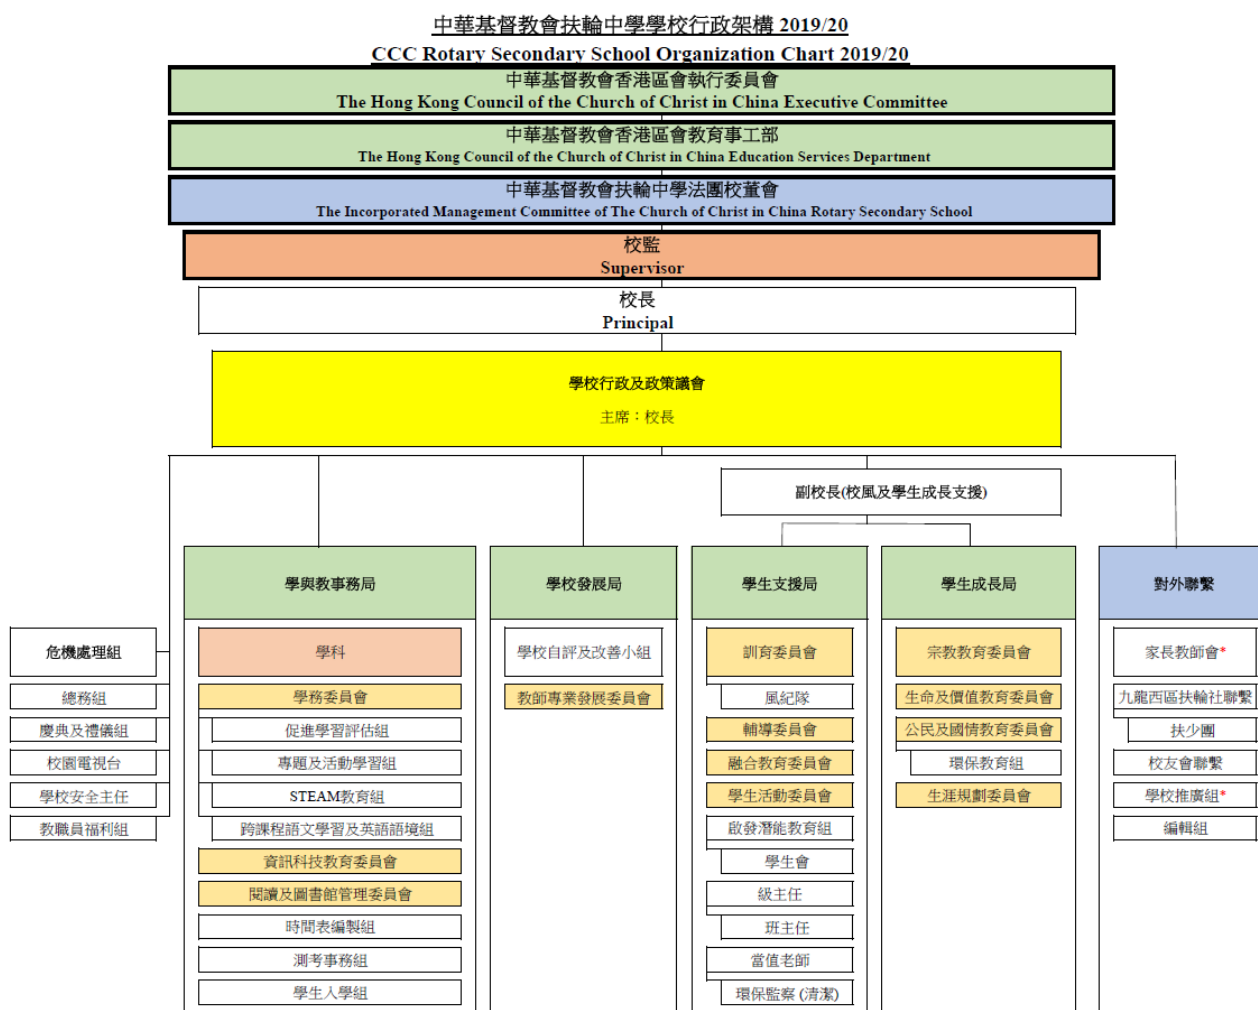 中華基督教會扶輪中學學校行政架構 2019/20
CCC Rotary Secondary School Organization Chart 2019/20
中華基督教會香港區會執行委員會
The Hong Kong Council of the Church of Christ in China Executive Committee
中華基督教會香港區會教育事工部
The Hong Kong Council of the Church of Christ in China Education Services Department
中華基督教會扶輪中學法團校董會
The Incorporated Management Committee of The Church of Christ in China Rotary Secondary School
校監
Supervisor
校長
Principal
學校行政及政策議會
主席：校長
副校長(校風及學生成長支援)
危機處理組
總務組
慶典及禮儀組
校園電視台
學校安全主任
教職員福利組
學與教事務局
學科
學務委員會
促進學習評估組
專題及活動學習組
STEAM教育組
跨課程語文學習及英語語境組
資訊科技教育委員會
閱讀及圖書館管理委員會
時間表編製組
測考事務組
學生入學組
學校發展局
學校自評及改善小組
教師專業發展委員會
學生支援局
訓育委員會
風紀隊
輔導委員會
融合教育委員會
學生活動委員會
啟發潛能教育組
學生會
級主任
班主任
當值老師
環保監察 (清潔)
學生成長局
宗教教育委員會
生命及價值教育委員會
公民及國情教育委員會
環保教育組
生涯規劃委員會
對外聯繫
家長教師會*
九龍西區扶輪社聯繫
扶少團
校友會聯繫
學校推廣組*
編輯組